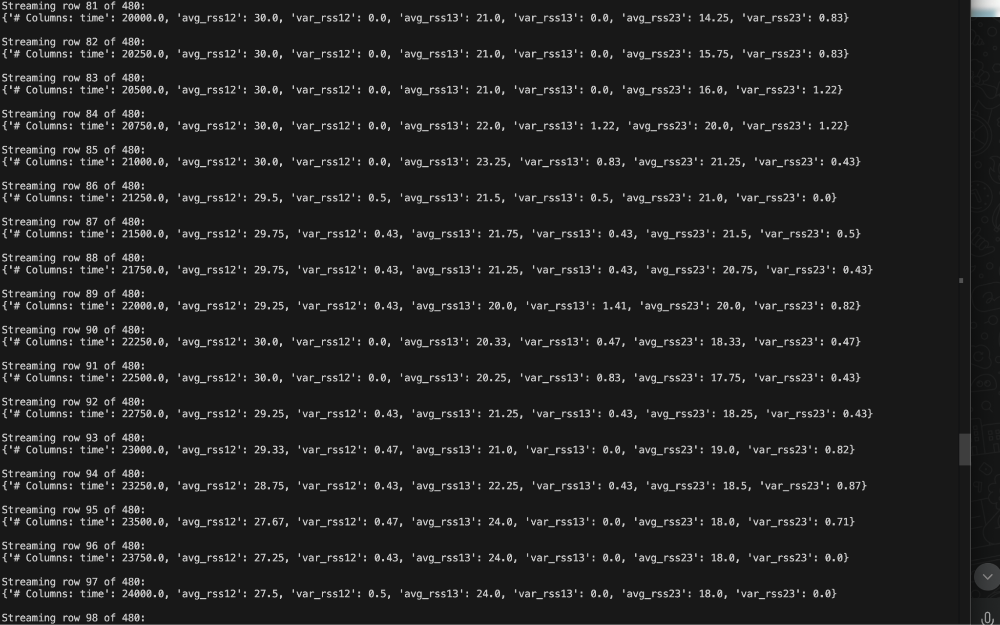 Streaming row 81 of 480:
{'# Columns: time': 20000.0, 'avg_rss12': 30.0, 'var_rss12': 0.0, 'avg_rss13': 21.0, 'var_rss13': 0.0, 'avg_rss23': 14.25, 'var_rss23': 0.83}
Streaming row 82 of 480:
{'# Columns: time': 20250.0, 'avg_rss12': 30.0, 'var_rss12': 0.0, 'avg_rss13': 21.0, 'var_rss13': 0.0, 'avg_rss23': 15.75, 'var_rss23': 0.83}
Streaming row 83 of 480:
{'# Columns: time': 20500.0, 'avg_rss12': 30.0, 'var_rss12': 0.0, 'avg_rss13': 21.0, 'var_rss13': 0.0, 'avg_rss23': 16.0, 'var_rss23': 1.22}
Streaming row 84 of 480:
{'# Columns: time': 20750.0, 'avg_rss12': 30.0, 'var_rss12': 0.0, 'avg_rss13': 22.0, 'var_rss13': 1.22, 'avg_rss23': 20.0, 'var_rss23': 1.22}
Streaming row 85 of 480:
{'# Columns: time': 21000.0, 'avg_rss12': 30.0, 'var_rss12': 0.0, 'avg_rss13': 23.25, 'var_rss13': 0.83, 'avg_rss23': 21.25, 'var_rss23': 0.43}
Streaming row 86 of 480:
{'# Columns: time': 21250.0, 'avg_rss12': 29.5, 'var_rss12': 0.5, 'avg_rss13': 21.5, 'var_rss13': 0.5, 'avg_rss23': 21.0, 'var_rss23': 0.0}
Streaming row 87 of 480:
{'# Columns: time': 21500.0, 'avg_rss12': 29.75, 'var_rss12': 0.43, 'avg_rss13': 21.75, 'var_rss13': 0.43, 'avg_rss23': 21.5, 'var_rss23': 0.5}
Streaming row 88 of 480:
{'# Columns: time': 21750.0, 'avg_rss12': 29.75, 'var_rss12': 0.43, 'avg_rss13': 21.25, 'var_rss13': 0.43, 'avg_rss23': 20.75, 'var_rss23': 0.43}
Streaming row 89 of 480:
{'# Columns: time': 22000.0, 'avg_rss12': 29.25, 'var_rss12': 0.43, 'avg_rss13': 20.0, 'var_rss13': 1.41, 'avg_rss23': 20.0, 'var_rss23': 0.82}
Streaming row 90 of 480:
{'# Columns: time': 22250.0, 'avg_rss12': 30.0, 'var_rss12': 0.0, 'avg_rss13': 20.33, 'var_rss13': 0.47, 'avg_rss23': 18.33, 'var_rss23': 0.47}
Streaming row 91 of 480:
{'# Columns: time': 22500.0, 'avg_rss12': 30.0, 'var_rss12': 0.0, 'avg_rss13': 20.25, 'var_rss13': 0.83, 'avg_rss23': 17.75, 'var_rss23': 0.43}
Streaming row 92 of 480:
{'# Columns: time': 22750.0, 'avg_rss12': 29.25, 'var_rss12': 0.43, 'avg_rss13': 21.25, 'var_rss13': 0.43, 'avg_rss23': 18.25, 'var_rss23': 0.43}
Streaming row 93 of 480:
{'# Columns: time': 23000.0, 'avg_rss12': 29.33, 'var_rss12': 0.47, 'avg_rss13': 21.0, 'var_rss13': 0.0, 'avg_rss23': 19.0, 'var_rss23': 0.82}
Streaming row 94 of 480:
{'# Columns: time': 23250.0, 'avg_rss12': 28.75, 'var_rss12': 0.43, 'avg_rss13': 22.25, 'var_rss13': 0.43, 'avg_rss23': 18.5, 'var_rss23': 0.87}
Streaming row 95 of 480:
{'# Columns: time': 23500.0, 'avg_rss12': 27.67, 'var_rss12': 0.47, 'avg_rss13': 24.0, 'var_rss13': 0.0, 'avg_rss23': 18.0, 'var_rss23': 0.71}
Streaming row 96 of 480:
{'# Columns: time': 23750.0, 'avg_rss12': 27.25, 'var_rss12': 0.43, 'avg_rss13': 24.0, 'var_rss13': 0.0, 'avg_rss23': 18.0, 'var_rss23': 0.0}
Streaming row 97 of 480:
{'# Columns: time': 24000.0, 'avg_rss12': 27.5, 'var_rss12': 0.5, 'avg_rss13': 24.0, 'var_rss13': 0.0, 'avg_rss23': 18.0, 'var_rss23': 0.0}
Streaming row 98 of 480: